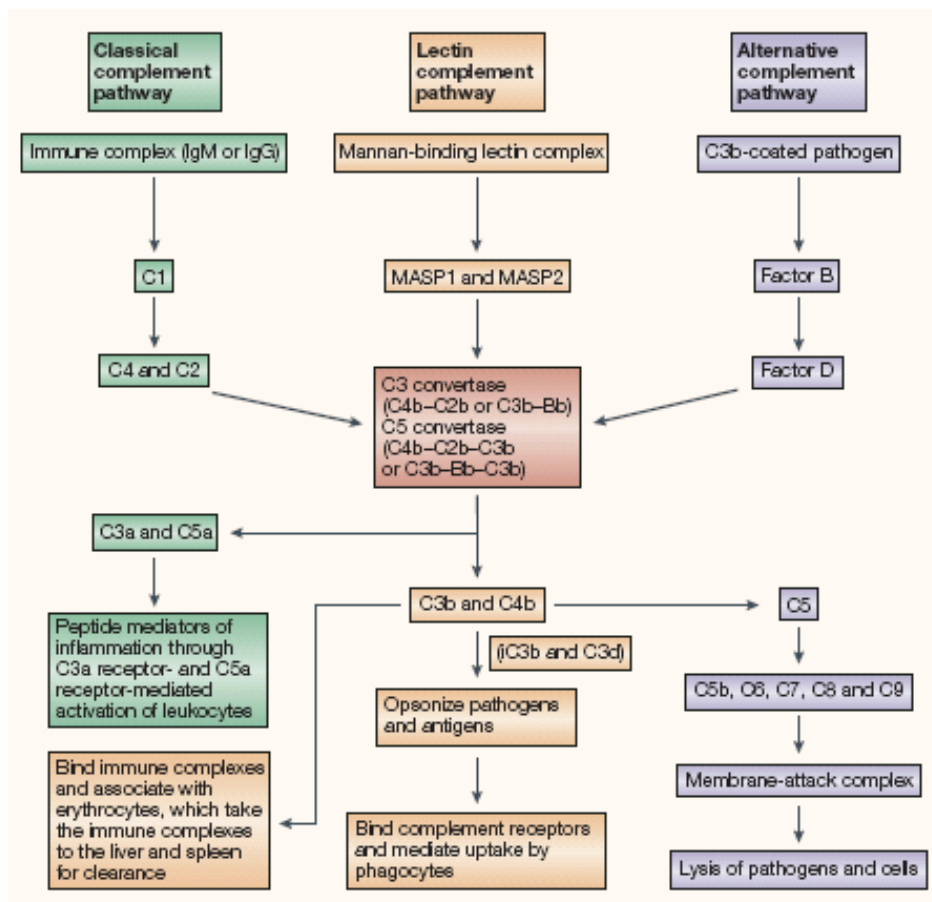 Classical
complement
pathway
Lectin
complement
pathway
Alternative
complement
pathway
Immune complex (IgM or IgG)
Mannan-binding lectin complex
C3b-coated pathogen
C1
MASP1 and MASP2
Factor B
C4 and C2
Factor D
C3 convertase
(C4b–C2b or C3b–Bb)
C5 convertase
(C4b–C2b–C3b
or C3b–Bb–C3b)
C3a and C5a
C3b and C4b
C5
Peptide mediators of
inflammation through
C3a receptor- and C5a
receptor-mediated
activation of leukocytes
(iC3b and C3d)
Opsonize pathogens
and antigens
C5b, C6, C7, C8 and C9
Bind immune complexes
and associate with
erythrocytes, which take
the immune complexes
to the liver and spleen
for clearance
Membrane-attack complex
Bind complement receptors
and mediate uptake by
phagocytes
Lysis of pathogens and cells